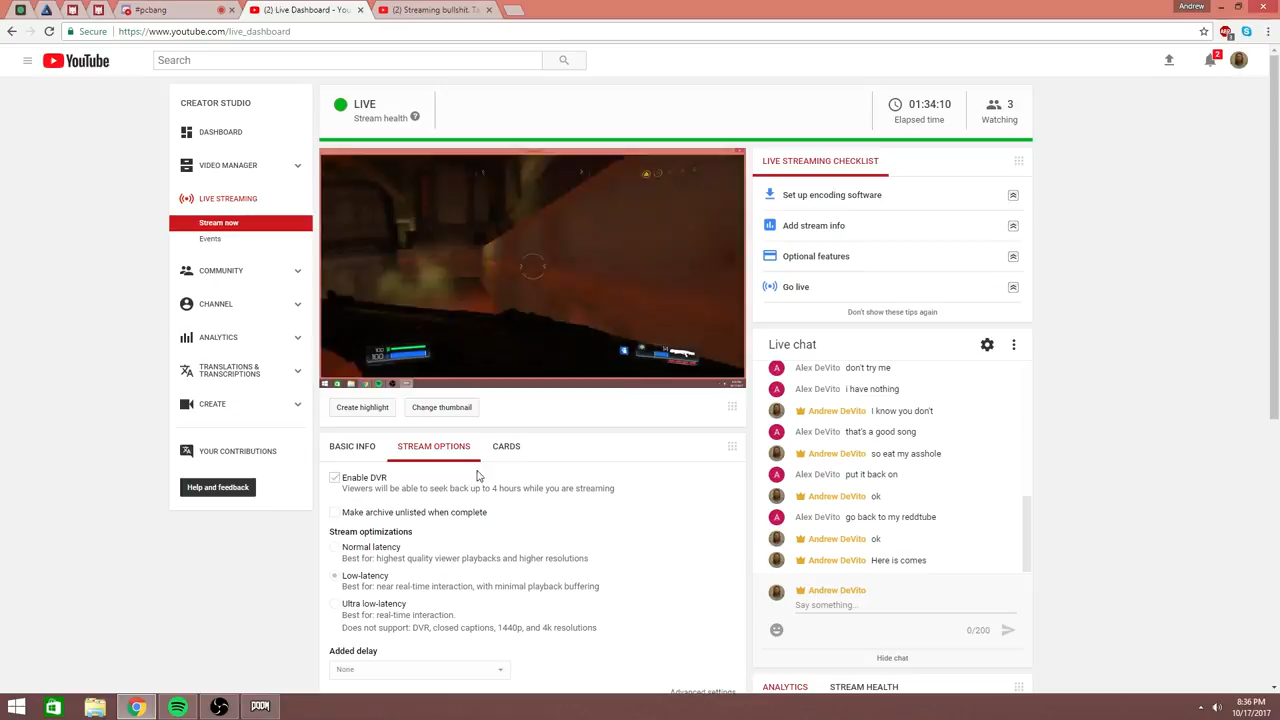 #pcbang
(2) Live Dashboard - You
(2) Streaming bullshit. T
Andrew
Secure
https://www.youtube.com/live_dashboard
YouTube
Search
2
CREATOR STUDIO
DASHBOARD
VIDEO MANAGER
LIVE STREAMING
Stream now
Events
COMMUNITY
CHANNEL
ANALYTICS
TRANSLATIONS &
TRANSCRIPTIONS
CREATE
YOUR CONTRIBUTIONS
Help and feedback
LIVE
Stream health
01:34:10
Elapsed time
3
Watching
Create highlight
Change thumbnail
BASIC INFO
STREAM OPTIONS
CARDS
Enable DVR
Viewers will be able to seek back up to 4 hours while you are streaming
Make archive unlisted when complete
Stream optimizations
Normal latency
Best for: highest quality viewer playbacks and higher resolutions
Low-latency
Best for: near real-time interaction, with minimal playback buffering
Ultra low-latency
Best for: real-time interaction.
Does not support: DVR, closed captions, 1440p, and 4k resolutions
Added delay
None
Advanced settings
LIVE STREAMING CHECKLIST
Set up encoding software
Add stream info
Optional features
Go live
Don't show these tips again
Live chat
A Alex DeVito don't try me
A Alex DeVito i have nothing
Andrew DeVito I know you don't
A Alex DeVito that's a good song
Andrew DeVito so eat my asshole
A Alex DeVito put it back on
Andrew DeVito ok
A Alex DeVito go back to my reddtube
Andrew DeVito ok
Andrew DeVito Here is comes
Andrew DeVito
Say something...
0/200
Hide chat
ANALYTICS
STREAM HEALTH
DOOM
8:36 PM
10/17/2017